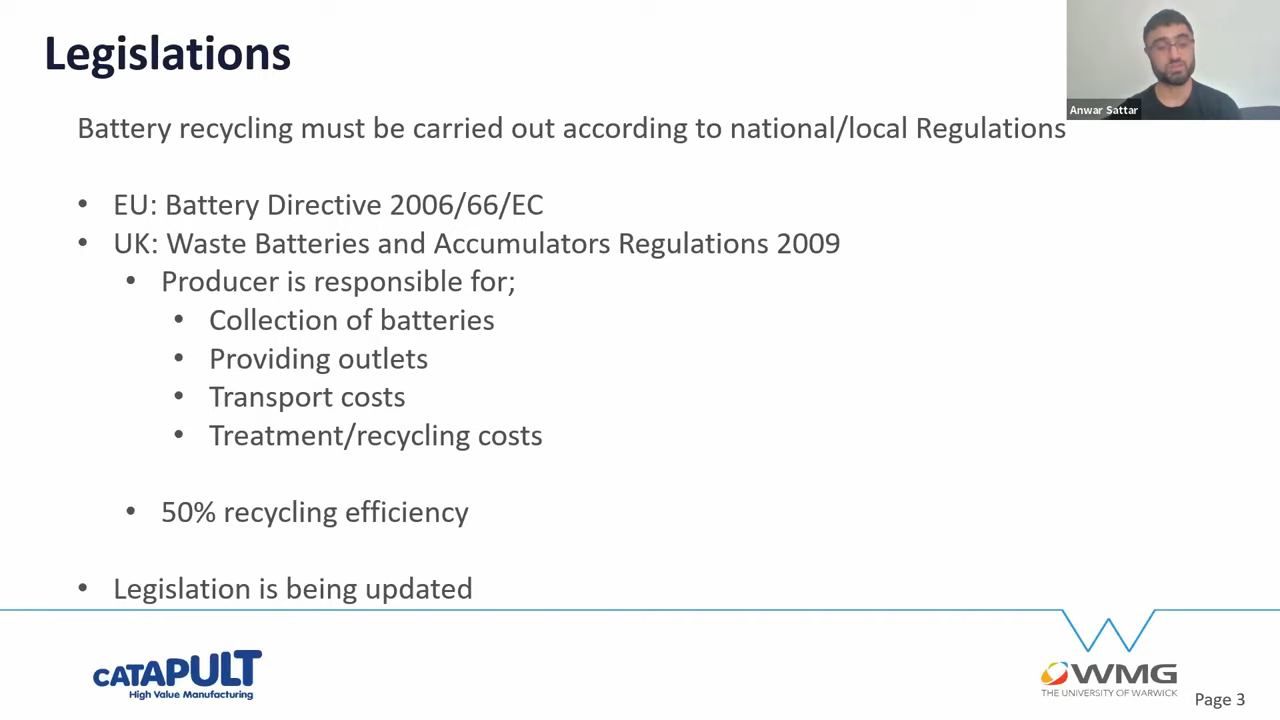 Legislations
Anwar Sattar
Battery recycling must be carried out according to national/local Regulations
• EU: Battery Directive 2006/66/EC
• UK: Waste Batteries and Accumulators Regulations 2009
• Producer is responsible for;
• Collection of batteries
• Providing outlets
• Transport costs
• Treatment/recycling costs
• 50% recycling efficiency
• Legislation is being updated
CATAPULT
High Value Manufacturing
WMG
THE UNIVERSITY OF WARWICK
Page 3